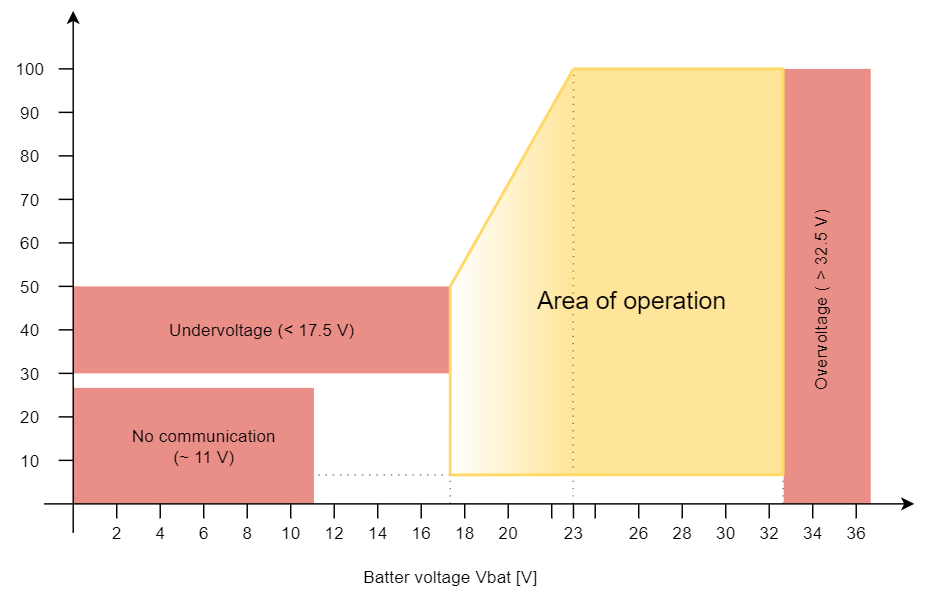 100
90
80
70
60
50
40
30
20
10
Undervoltage (< 17.5 V)
No communication
(~ 11 V)
Area of operation
Overvoltage ( > 32.5 V)
2 4 6 8 10 12 14 16 18 20 23 26 28 30 32 34 36
Batter voltage Vbat [V]